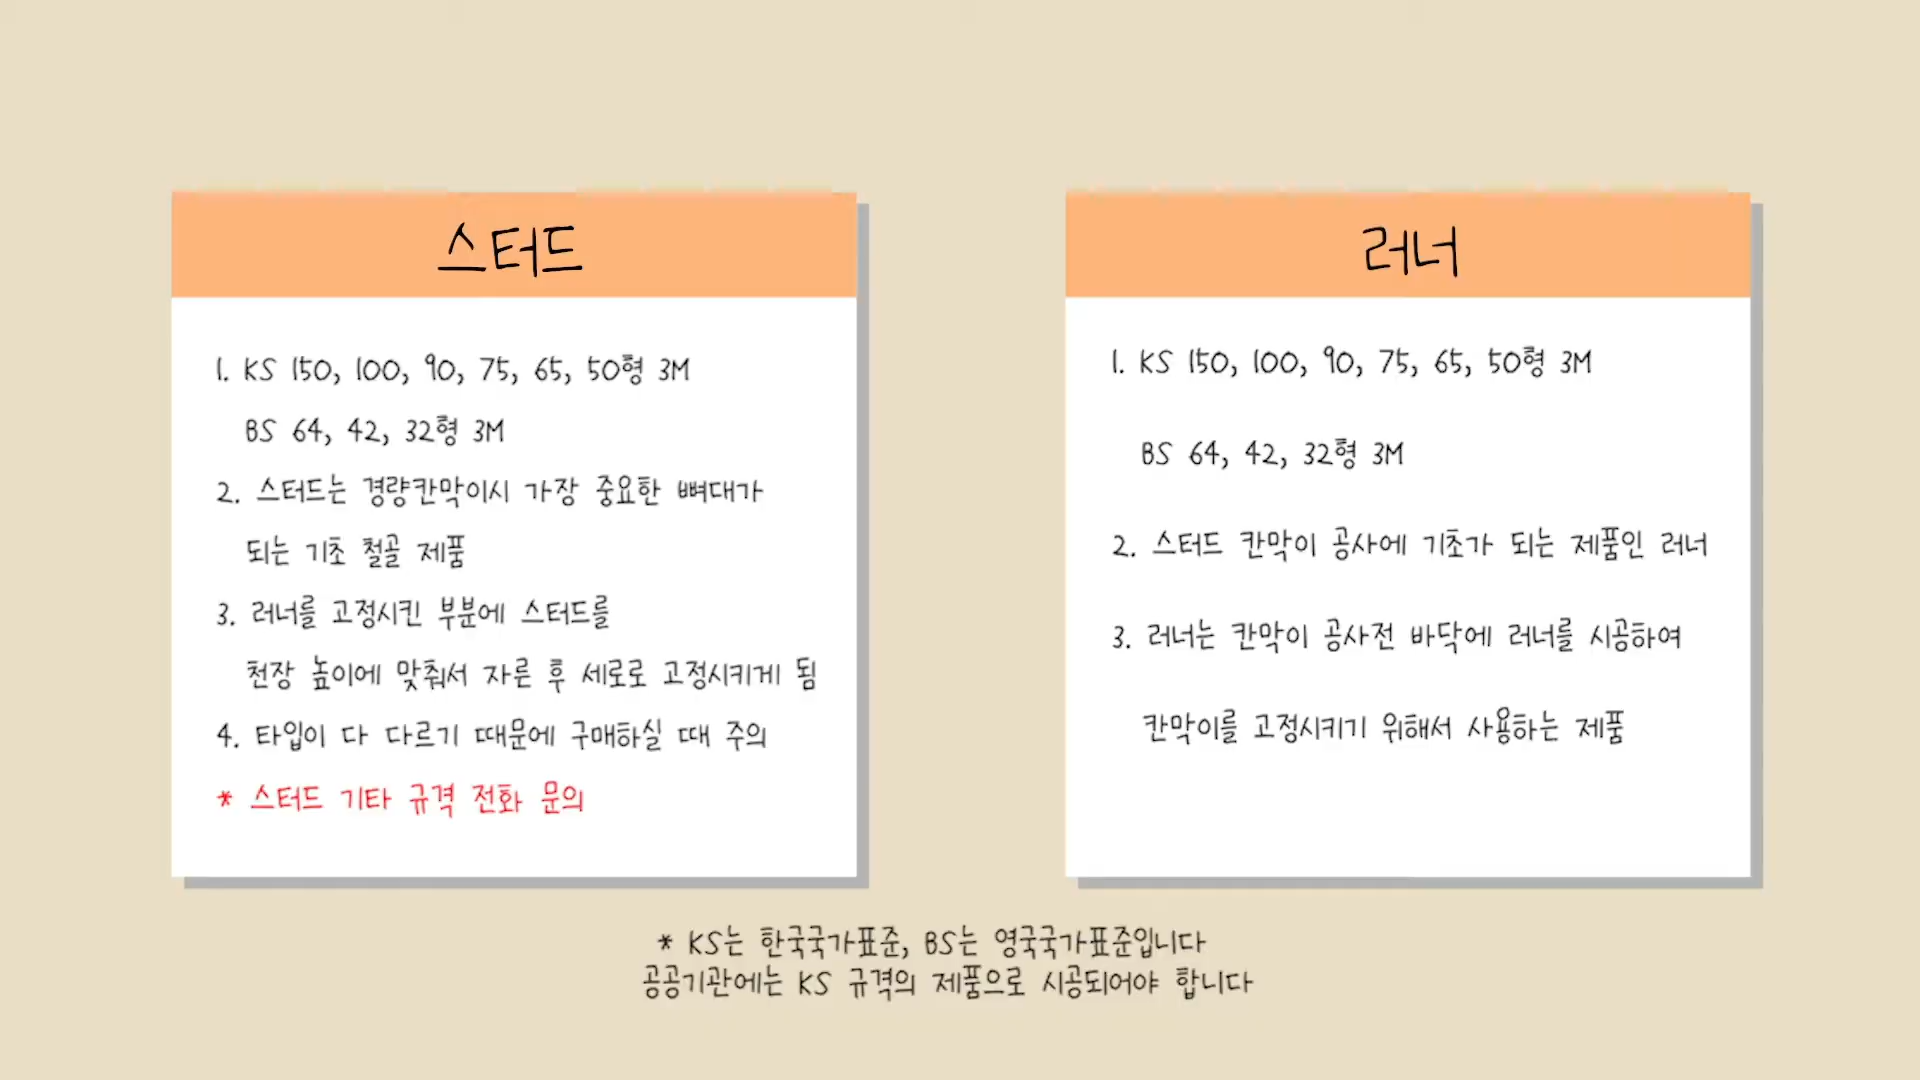 스터드
1. KS 150, 100, 90, 75, 65, 50형 3M
BS 64, 42, 32형 3M
2. 스터드는 경량칸막이시 가장 중요한 뼈대가
되는 기초 철골 제품
3. 러너를 고정시킨 부분에 스터드를
천장 높이에 맞춰서 자른 후 세로로 고정시키게 됨
4. 타입이 다 다르기 때문에 구매하실 때 주의
* 스터드 기타 규격 전화 문의
러너
1. KS 150, 100, 90, 75, 65, 50형 3M
BS 64, 42, 32형 3M
2. 스터드 칸막이 공사에 기초가 되는 제품인 러너
3. 러너는 칸막이 공사전 바닥에 러너를 시공하여
칸막이를 고정시키기 위해서 사용하는 제품
* KS는 한국국가표준, BS는 영국국가표준입니다
공공기관에는 KS 규격의 제품으로 시공되어야 합니다